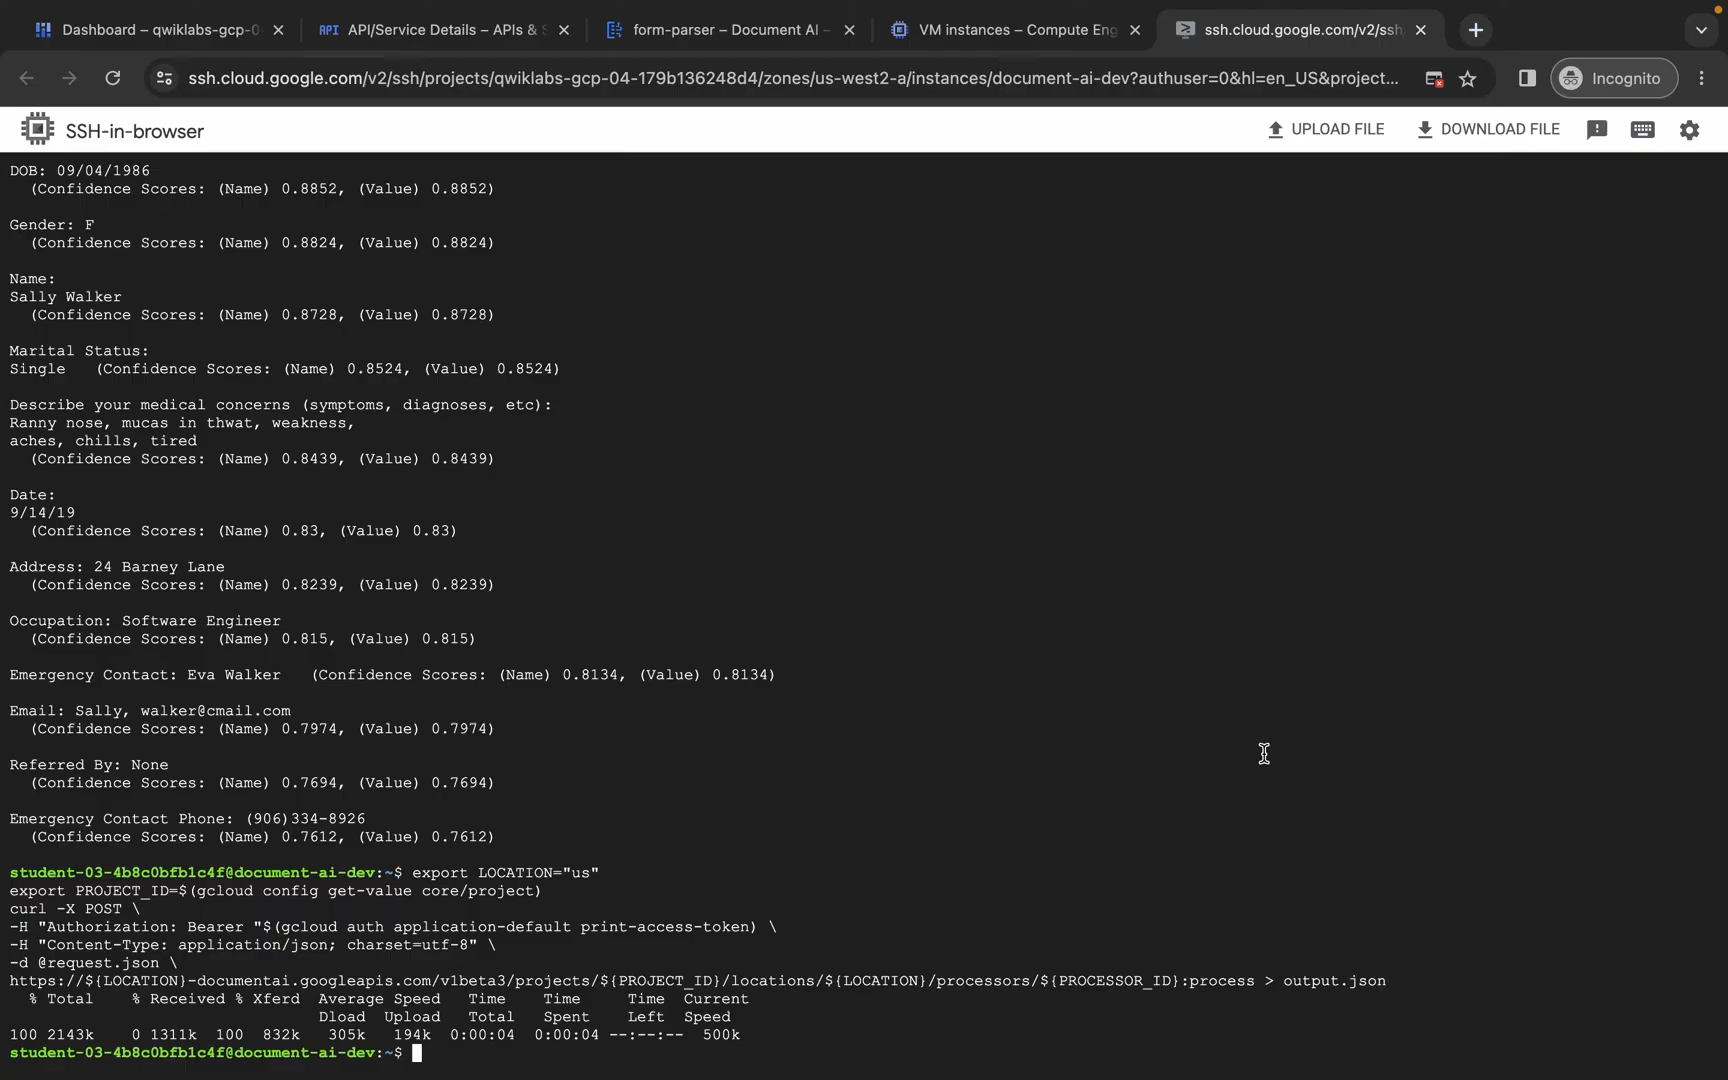 Dashboard – qwiklabs-gcp-0
API API/Service Details – APIs & S
form-parser – Document AI –
VM instances – Compute Eng
ssh.cloud.google.com/v2/ssh
ssh.cloud.google.com/v2/ssh/projects/qwiklabs-gcp-04-179b136248d4/zones/us-west2-a/instances/document-ai-dev?authuser=0&hl=en_US&project...
Incognito
SSH-in-browser
UPLOAD FILE
DOWNLOAD FILE
DOB: 09/04/1986
(Confidence Scores: (Name) 0.8852, (Value) 0.8852)
Gender: F
(Confidence Scores: (Name) 0.8824, (Value) 0.8824)
Name:
Sally Walker
(Confidence Scores: (Name) 0.8728, (Value) 0.8728)
Marital Status:
Single (Confidence Scores: (Name) 0.8524, (Value) 0.8524)
Describe your medical concerns (symptoms, diagnoses, etc):
Ranny nose, mucas in thwat, weakness,
aches, chills, tired
(Confidence Scores: (Name) 0.8439, (Value) 0.8439)
Date:
9/14/19
(Confidence Scores: (Name) 0.83, (Value) 0.83)
Address: 24 Barney Lane
(Confidence Scores: (Name) 0.8239, (Value) 0.8239)
Occupation: Software Engineer
(Confidence Scores: (Name) 0.815, (Value) 0.815)
Emergency Contact: Eva Walker (Confidence Scores: (Name) 0.8134, (Value) 0.8134)
Email: Sally, walker@cmail.com
(Confidence Scores: (Name) 0.7974, (Value) 0.7974)
Referred By: None
(Confidence Scores: (Name) 0.7694, (Value) 0.7694)
Emergency Contact Phone: (906)334-8926
(Confidence Scores: (Name) 0.7612, (Value) 0.7612)
student-03-4b8c0bfb1c4f@document-ai-dev:~$ export LOCATION="us"
export PROJECT_ID=$(gcloud config get-value core/project)
curl -X POST \
-H "Authorization: Bearer "$(gcloud auth application-default print-access-token) \
-H "Content-Type: application/json; charset=utf-8" \
-d @request.json \
https://${LOCATION}-documentai.googleapis.com/v1beta3/projects/${PROJECT_ID}/locations/${LOCATION}/processors/${PROCESSOR_ID}:process > output.json
% Total % Received % Xferd Average Speed Time Time Time Current
Dload Upload Total Spent Left Speed
100 2143k 0 1311k 100 832k 305k 194k 0:00:04 0:00:04 --:--:-- 500k
student-03-4b8c0bfb1c4f@document-ai-dev:~$